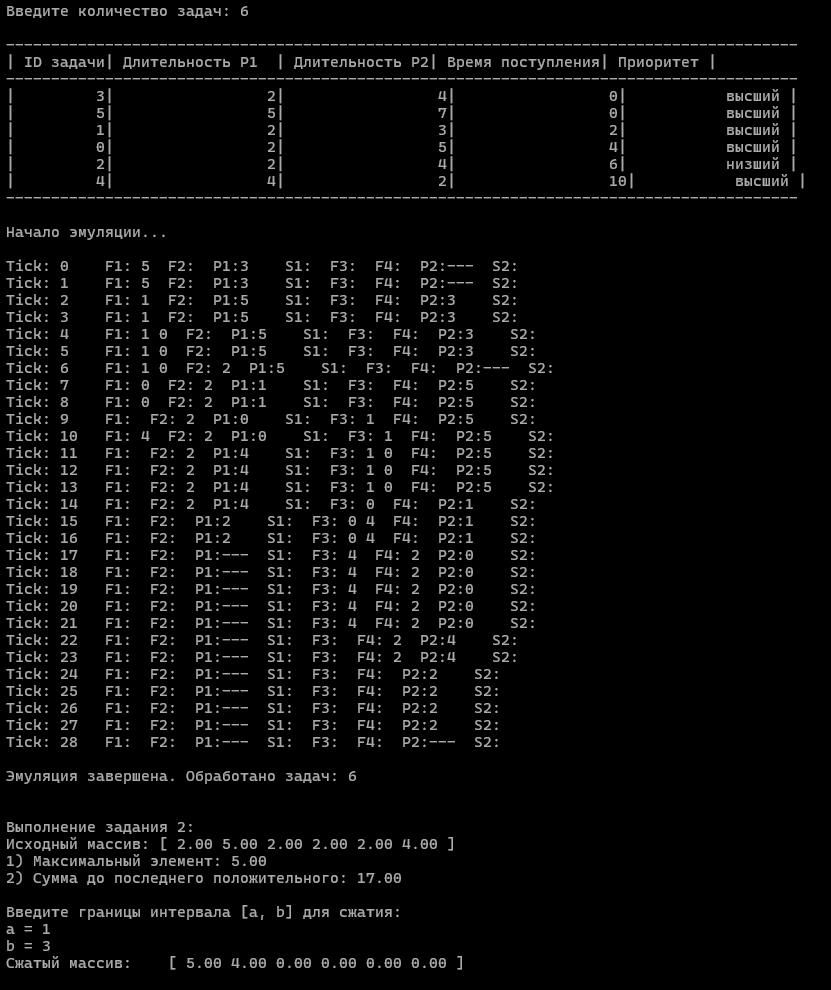 Введите количество задач: 6
----------------------------------------------------------------------------------------
| ID задачи| Длительность P1  | Длительность P2| Время поступления| Приоритет |
----------------------------------------------------------------------------------------
|         3|                 2|                 4|                 0|           высший |
|         5|                 5|                 7|                 0|           высший |
|         1|                 2|                 3|                 2|           высший |
|         0|                 2|                 5|                 4|           высший |
|         2|                 2|                 4|                 6|           низший |
|         4|                 4|                 2|                 10|           высший |
----------------------------------------------------------------------------------------
Начало эмуляции...
Tick: 0    F1: 5  F2:  P1:3    S1:  F3:  F4:  P2:---  S2:
Tick: 1    F1: 5  F2:  P1:3    S1:  F3:  F4:  P2:---  S2:
Tick: 2    F1: 1  F2:  P1:5    S1:  F3:  F4:  P2:3    S2:
Tick: 3    F1: 1  F2:  P1:5    S1:  F3:  F4:  P2:3    S2:
Tick: 4    F1: 1 0  F2:  P1:5    S1:  F3:  F4:  P2:3    S2:
Tick: 5    F1: 1 0  F2:  P1:5    S1:  F3:  F4:  P2:3    S2:
Tick: 6    F1: 1 0  F2: 2  P1:5    S1:  F3:  F4:  P2:---  S2:
Tick: 7    F1: 0  F2: 2  P1:1    S1:  F3:  F4:  P2:5    S2:
Tick: 8    F1: 0  F2: 2  P1:1    S1:  F3:  F4:  P2:5    S2:
Tick: 9    F1:  F2: 2  P1:0    S1:  F3: 1  F4:  P2:5    S2:
Tick: 10   F1: 4  F2: 2  P1:0    S1:  F3: 1  F4:  P2:5    S2:
Tick: 11   F1:  F2: 2  P1:4    S1:  F3: 1 0  F4:  P2:5    S2:
Tick: 12   F1:  F2: 2  P1:4    S1:  F3: 1 0  F4:  P2:5    S2:
Tick: 13   F1:  F2: 2  P1:4    S1:  F3: 1 0  F4:  P2:5    S2:
Tick: 14   F1:  F2: 2  P1:4    S1:  F3: 0  F4:  P2:1    S2:
Tick: 15   F1:  F2:  P1:2    S1:  F3: 0 4  F4:  P2:1    S2:
Tick: 16   F1:  F2:  P1:2    S1:  F3: 0 4  F4:  P2:1    S2:
Tick: 17   F1:  F2:  P1:---  S1:  F3: 4  F4: 2  P2:0    S2:
Tick: 18   F1:  F2:  P1:---  S1:  F3: 4  F4: 2  P2:0    S2:
Tick: 19   F1:  F2:  P1:---  S1:  F3: 4  F4: 2  P2:0    S2:
Tick: 20   F1:  F2:  P1:---  S1:  F3: 4  F4: 2  P2:0    S2:
Tick: 21   F1:  F2:  P1:---  S1:  F3: 4  F4: 2  P2:0    S2:
Tick: 22   F1:  F2:  P1:---  S1:  F3:  F4: 2  P2:4    S2:
Tick: 23   F1:  F2:  P1:---  S1:  F3:  F4: 2  P2:4    S2:
Tick: 24   F1:  F2:  P1:---  S1:  F3:  F4:  P2:2    S2:
Tick: 25   F1:  F2:  P1:---  S1:  F3:  F4:  P2:2    S2:
Tick: 26   F1:  F2:  P1:---  S1:  F3:  F4:  P2:2    S2:
Tick: 27   F1:  F2:  P1:---  S1:  F3:  F4:  P2:2    S2:
Tick: 28   F1:  F2:  P1:---  S1:  F3:  F4:  P2:---  S2:
Эмуляция завершена. Обработано задач: 6
Выполнение задания 2:
Исходный массив: [ 2.00 5.00 2.00 2.00 2.00 4.00 ]
1) Максимальный элемент: 5.00
2) Сумма до последнего положительного: 17.00
Введите границы интервала [a, b] для сжатия:
a = 1
b = 3
Сжатый массив:    [ 5.00 4.00 0.00 0.00 0.00 0.00 ]